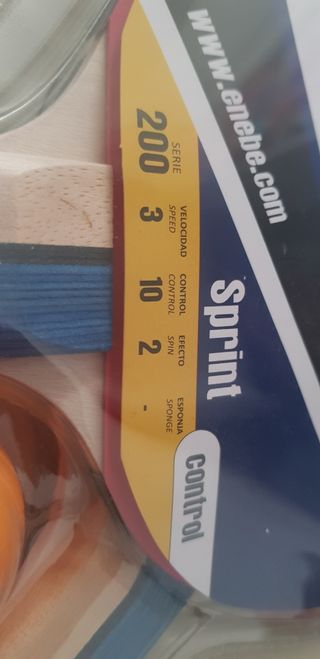 www.enebe.com
Sprint
control
SERIE
200
VELOCIDAD CONTROL EFECTO ESPONJA
SPEED CONTROL SPIN SPONGE
3 10 2 -